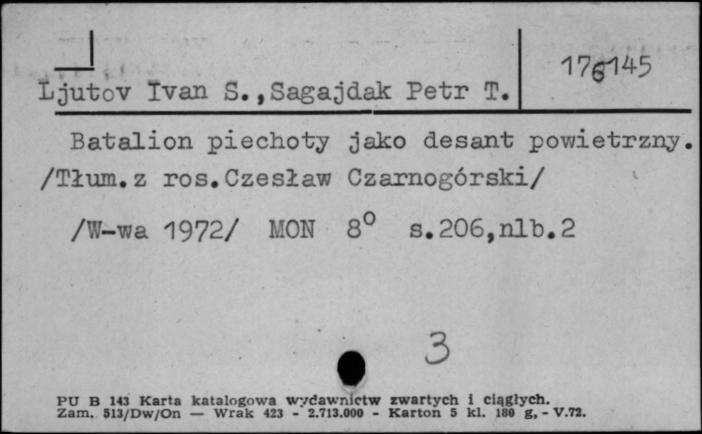 176145
Ljutov Ivan S.,Sagajdak Petr T.
Batalion piechoty jako desant powietrzny.
/Tłum.z ros.Czesław Czarnogórski/
/W-wa 1972/ MON 8° s.206,nlb.2
3
PU B 143 Karta katalogowa wydawnictw zwartych i ciągłych.
Zam. 513/Dw/On — Wrak 423 - 2.713.000 - Karton 5 kl. 180 g, - V.72.